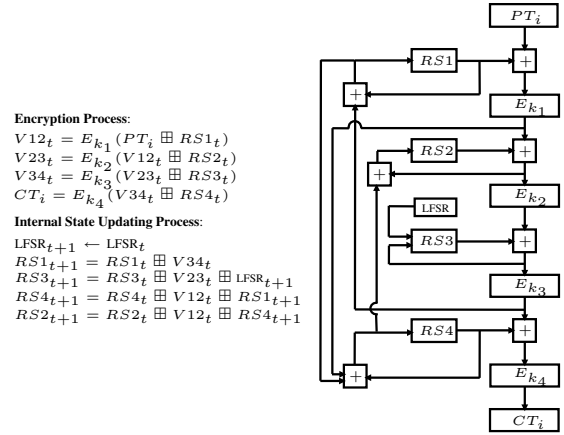 Encryption Process:
V12_t = E_{k_1}(PT_i ⊞ RS1_t)
V23_t = E_{k_2}(V12_t ⊞ RS2_t)
V34_t = E_{k_3}(V23_t ⊞ RS3_t)
CT_i = E_{k_4}(V34_t ⊞ RS4_t)
Internal State Updating Process:
LFSR_{t+1} ← LFSR_t
RS1_{t+1} = RS1_t ⊞ V34_t
RS3_{t+1} = RS3_t ⊞ V23_t ⊞ LFSR_{t+1}
RS4_{t+1} = RS4_t ⊞ V12_t ⊞ RS1_{t+1}
RS2_{t+1} = RS2_t ⊞ V12_t ⊞ RS4_{t+1}
PT_i
RS1
+
+
E_{k_1}
RS2
+
+
E_{k_2}
LFSR
RS3
+
E_{k_3}
RS4
+
+
E_{k_4}
CT_i